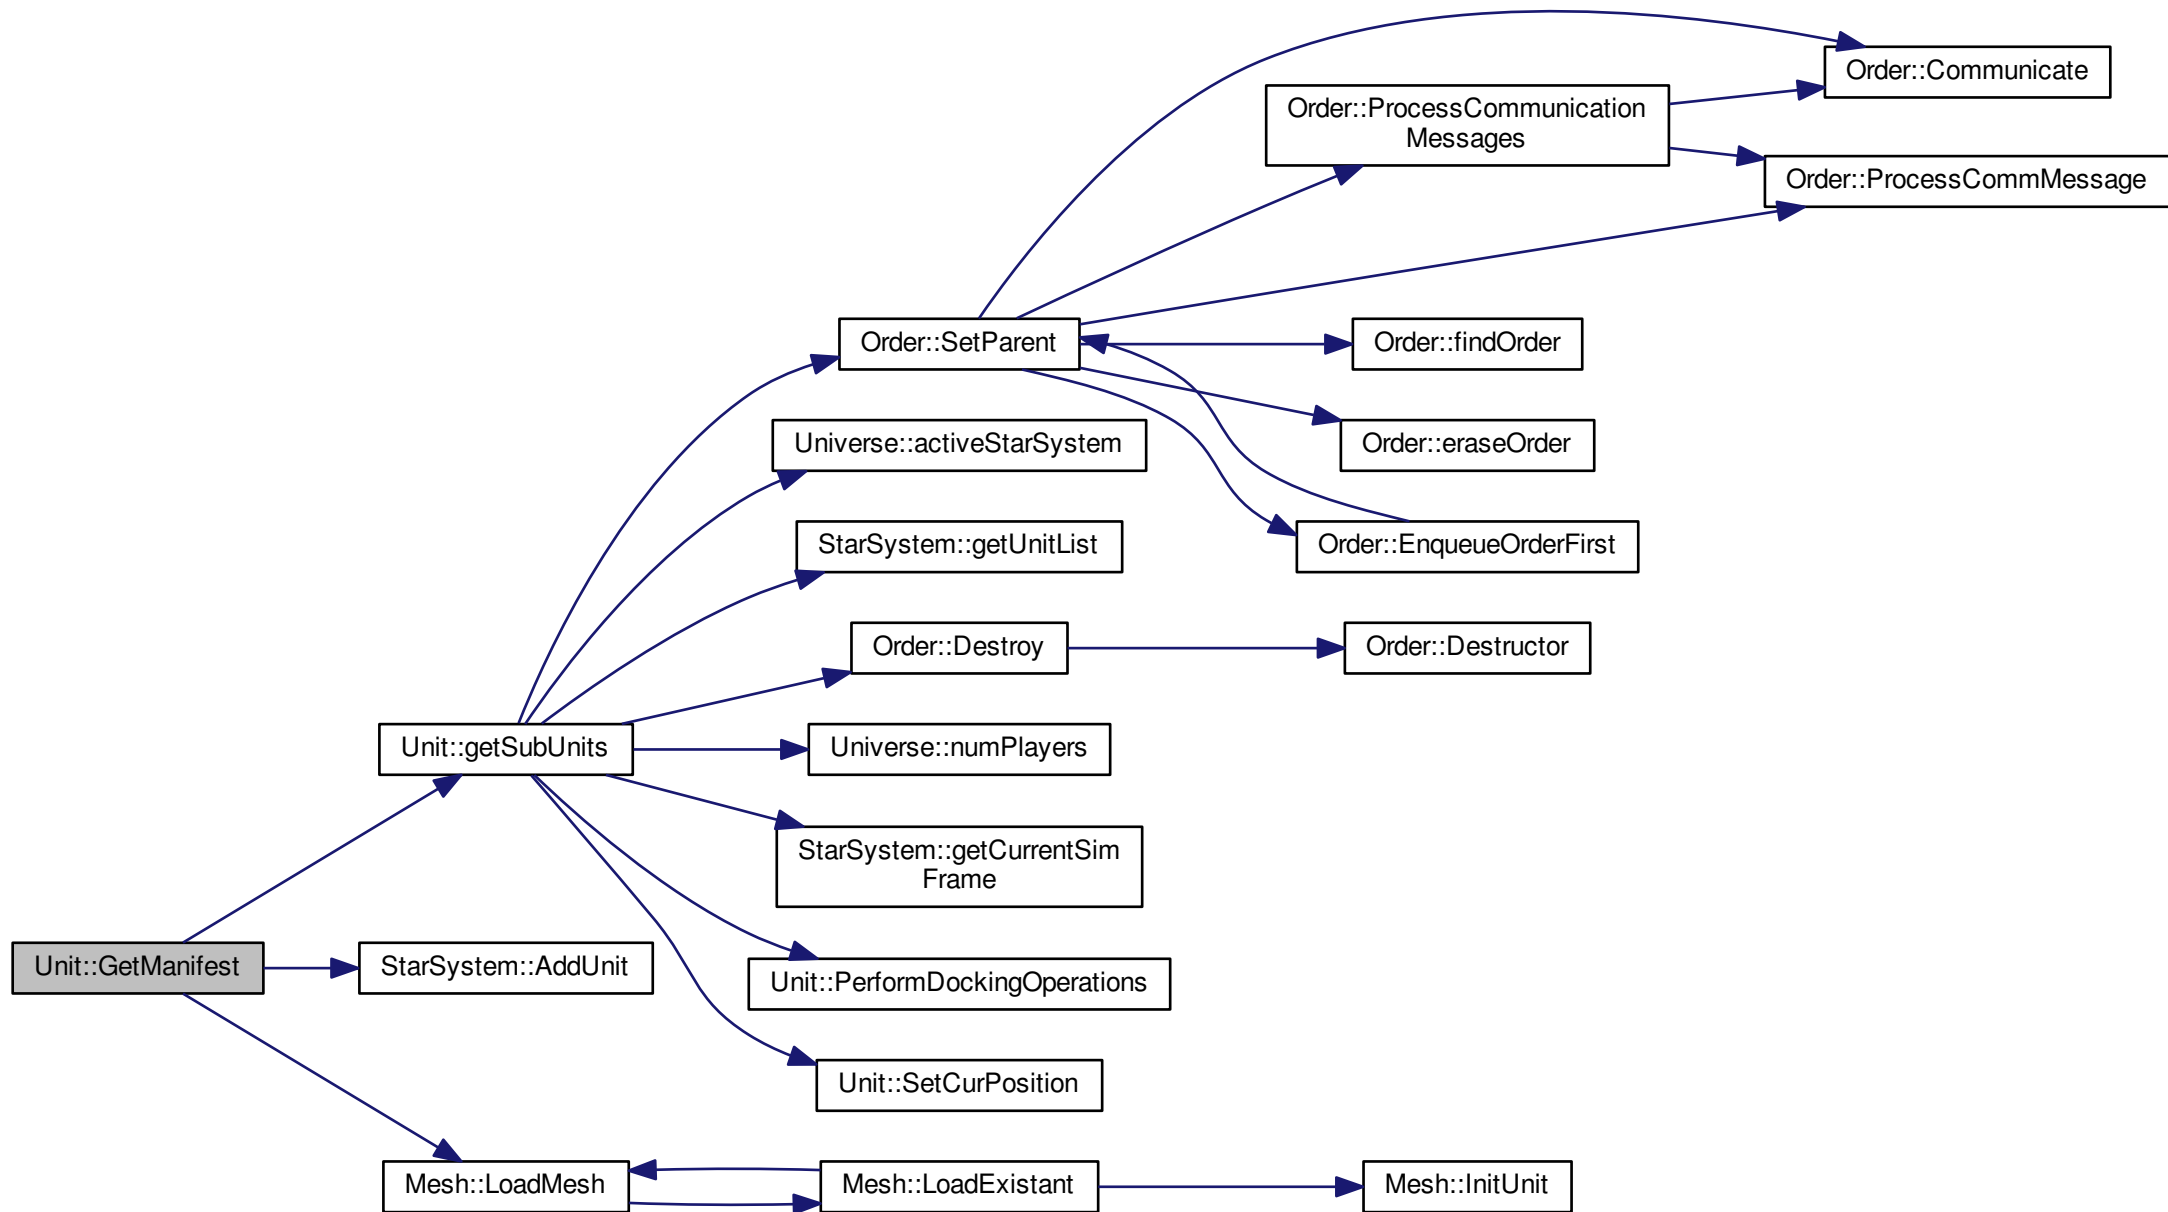 Order::Communicate
Order::ProcessCommunication
Messages
Order::ProcessCommMessage
Order::SetParent
Order::findOrder
Universe::activeStarSystem
Order::eraseOrder
StarSystem::getUnitList
Order::EnqueueOrderFirst
Order::Destroy
Order::Destructor
Unit::getSubUnits
Universe::numPlayers
StarSystem::getCurrentSim
Frame
Unit::GetManifest
StarSystem::AddUnit
Unit::PerformDockingOperations
Unit::SetCurPosition
Mesh::LoadMesh
Mesh::LoadExistant
Mesh::InitUnit